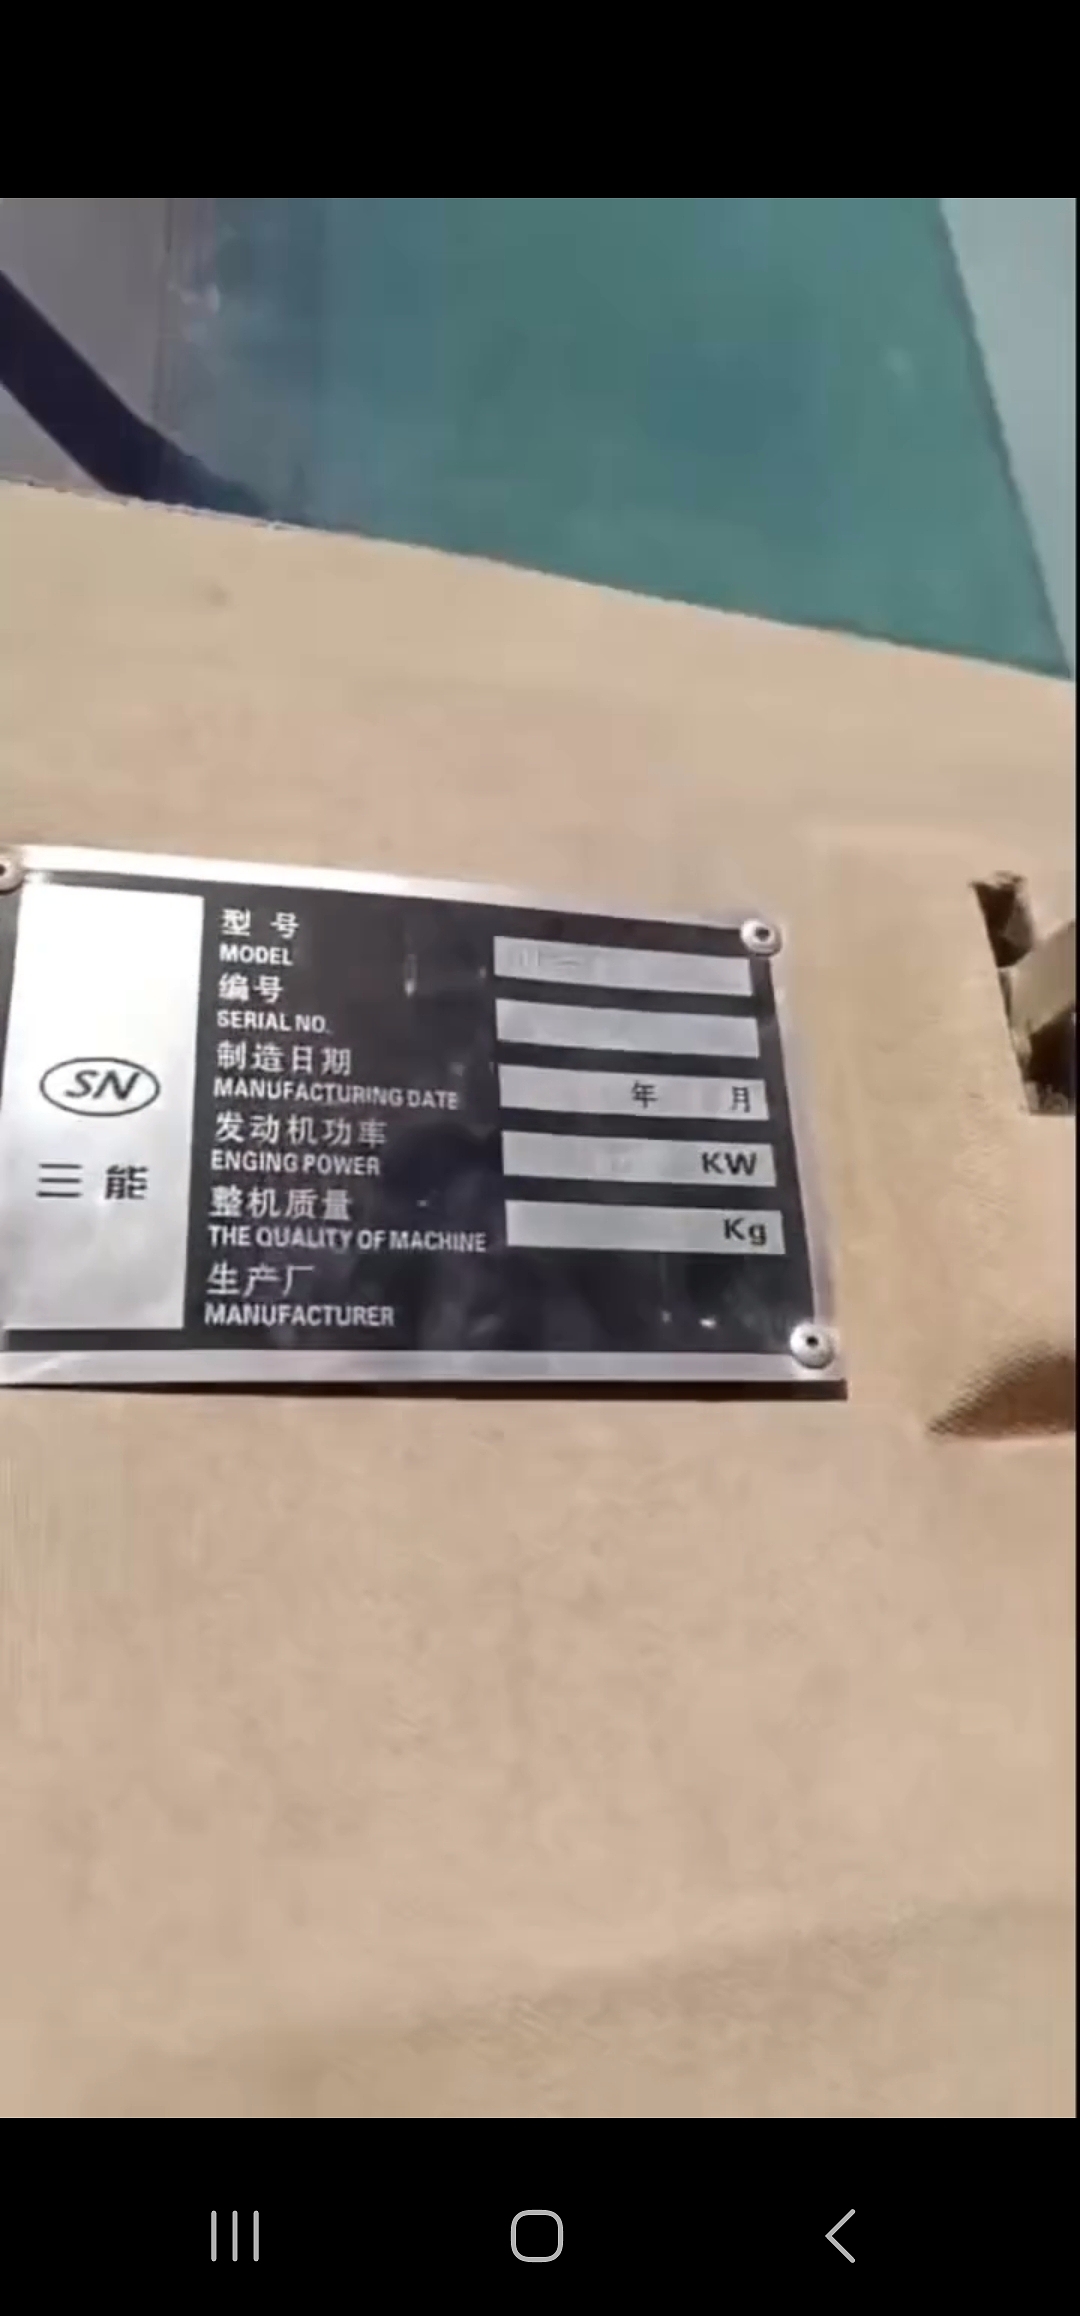 型 号
MODEL
编号
SERIAL NO.
制造日期
MANUFACTURING DATE 年 月
发动机功率
ENGING POWER KW
整机质量
THE QUALITY OF MACHINE Kg
生产厂
MANUFACTURER
SN
三 能